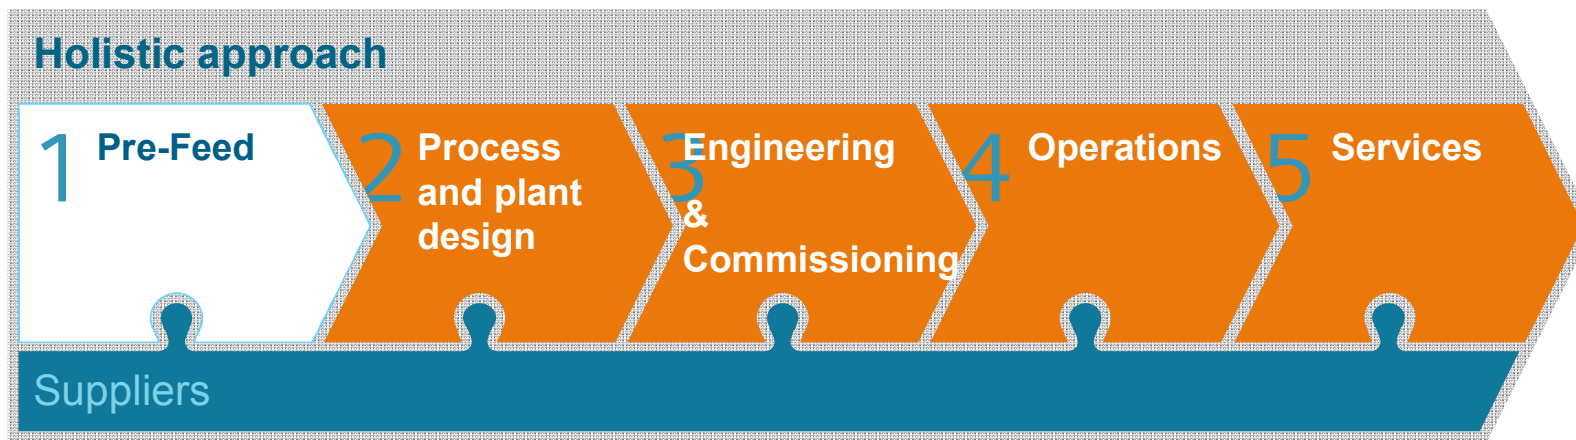 Holistic approach
1 Pre-Feed
2 Process
and plant
design
3 Engineering
&
Commissioning
4 Operations
5 Services
Suppliers